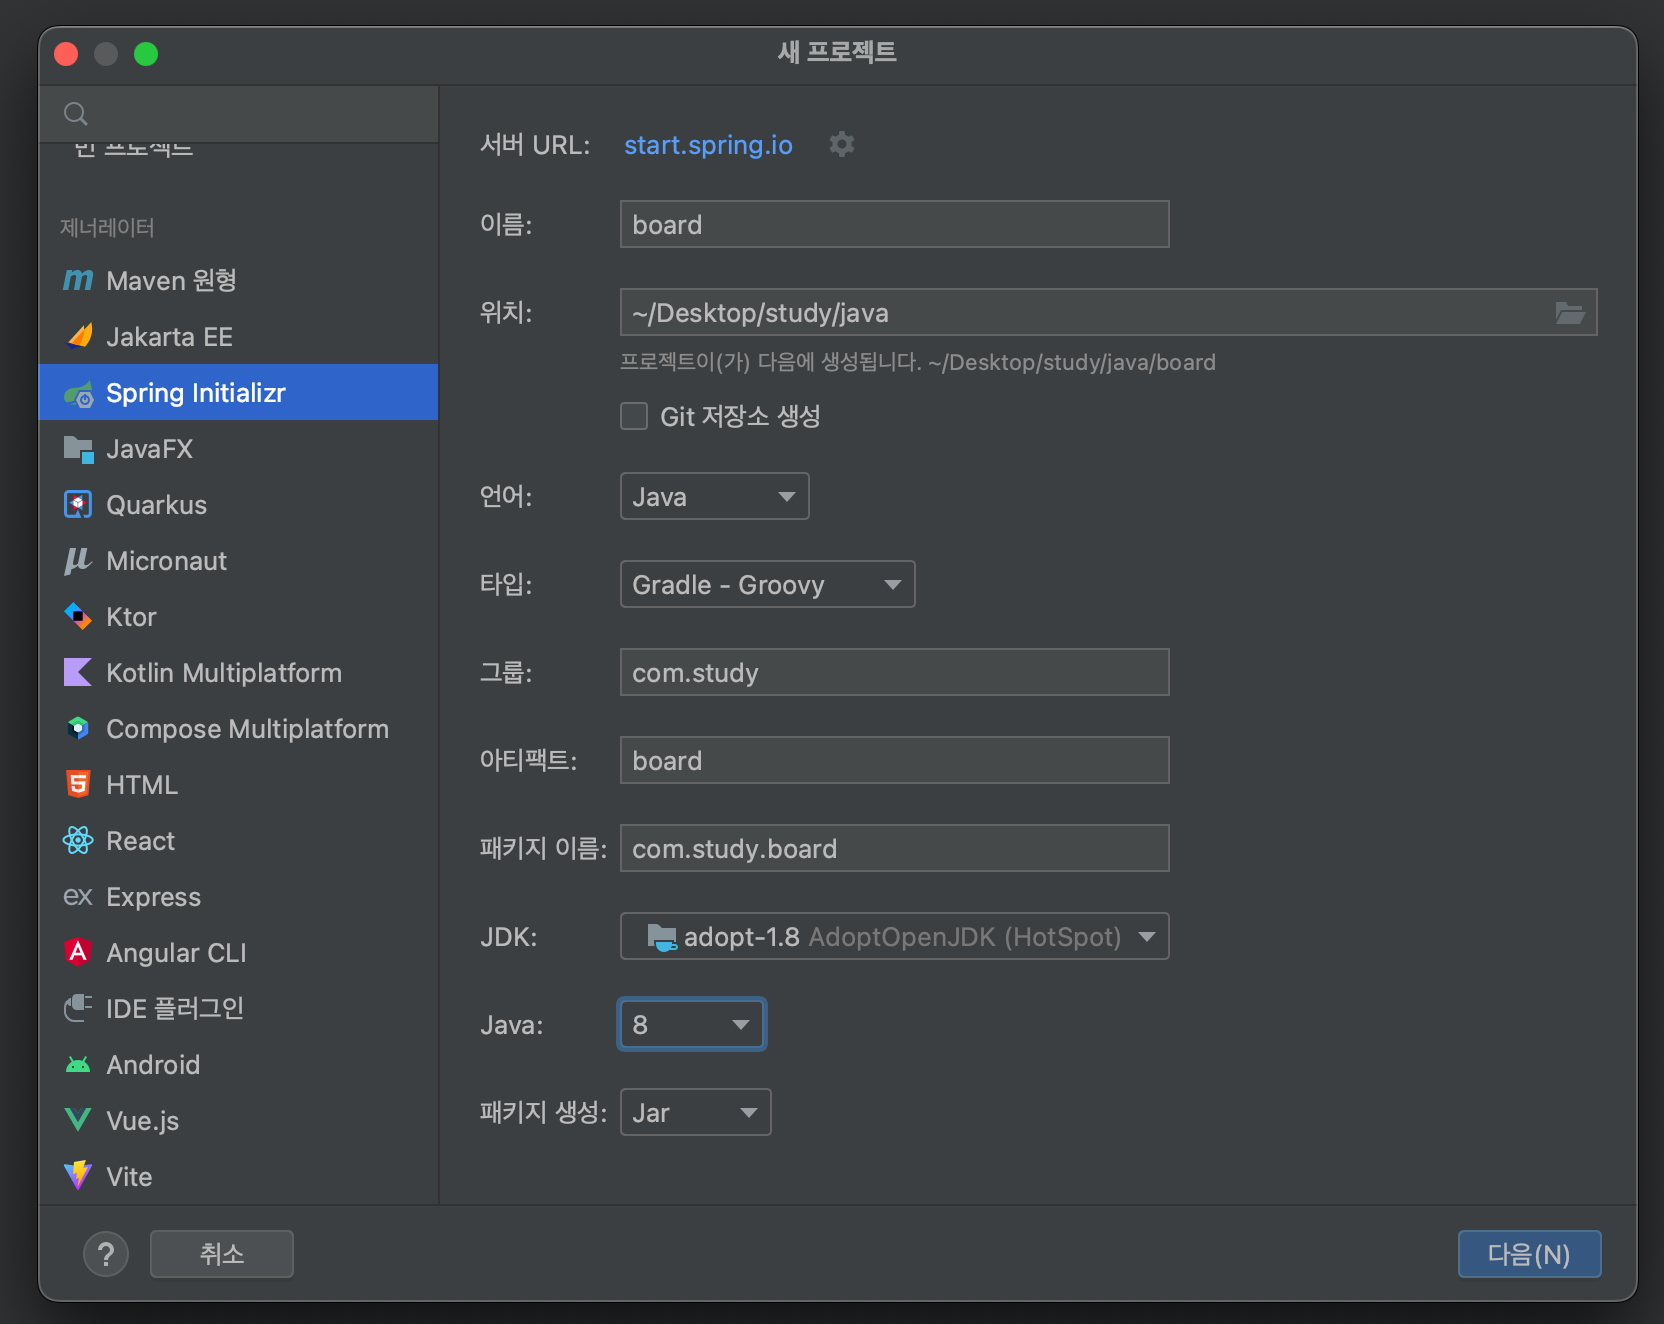 새 프로젝트
빈 프로젝트
제너레이터
Maven 원형
Jakarta EE
Spring Initializr
JavaFX
Quarkus
Micronaut
Ktor
Kotlin Multiplatform
Compose Multiplatform
HTML
React
ex Express
Angular CLI
IDE 플러그인
Android
Vue.js
Vite
서버 URL: start.spring.io
이름: board
위치: ~/Desktop/study/java
프로젝트이(가) 다음에 생성됩니다. ~/Desktop/study/java/board
Git 저장소 생성
언어: Java
타입: Gradle - Groovy
그룹: com.study
아티팩트: board
패키지 이름: com.study.board
JDK: adopt-1.8 AdoptOpenJDK (HotSpot)
Java: 8
패키지 생성: Jar
? 취소 다음(N)